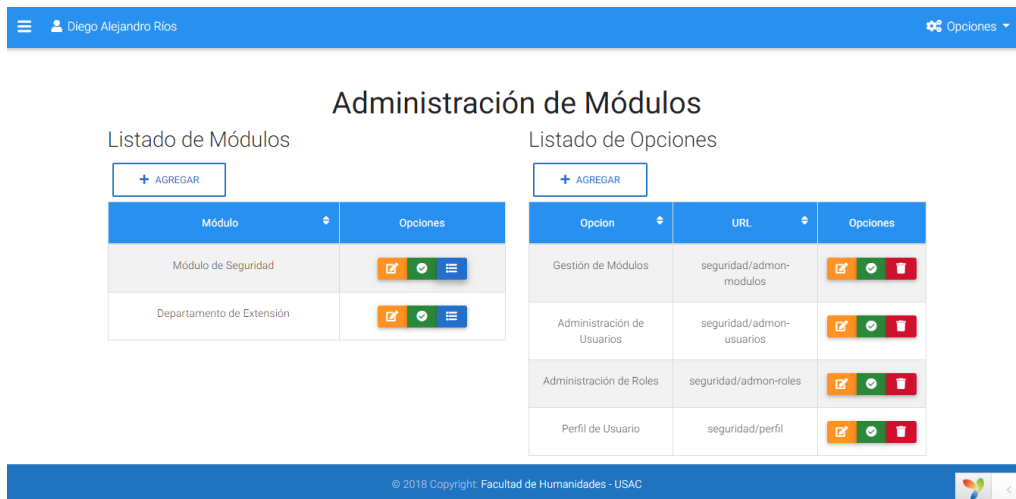 Diego Alejandro Ríos
Opciones
Administración de Módulos
Listado de Módulos
AGREGAR
Módulo
Opciones
Módulo de Seguridad
Departamento de Extensión
Listado de Opciones
AGREGAR
Opcion
URL
Opciones
Gestión de Módulos
seguridad/admon-
modulos
Administración de
Usuarios
seguridad/admon-
usuarios
Administración de Roles
seguridad/admon-roles
Perfil de Usuario
seguridad/perfil
© 2018 Copyright: Facultad de Humanidades - USAC